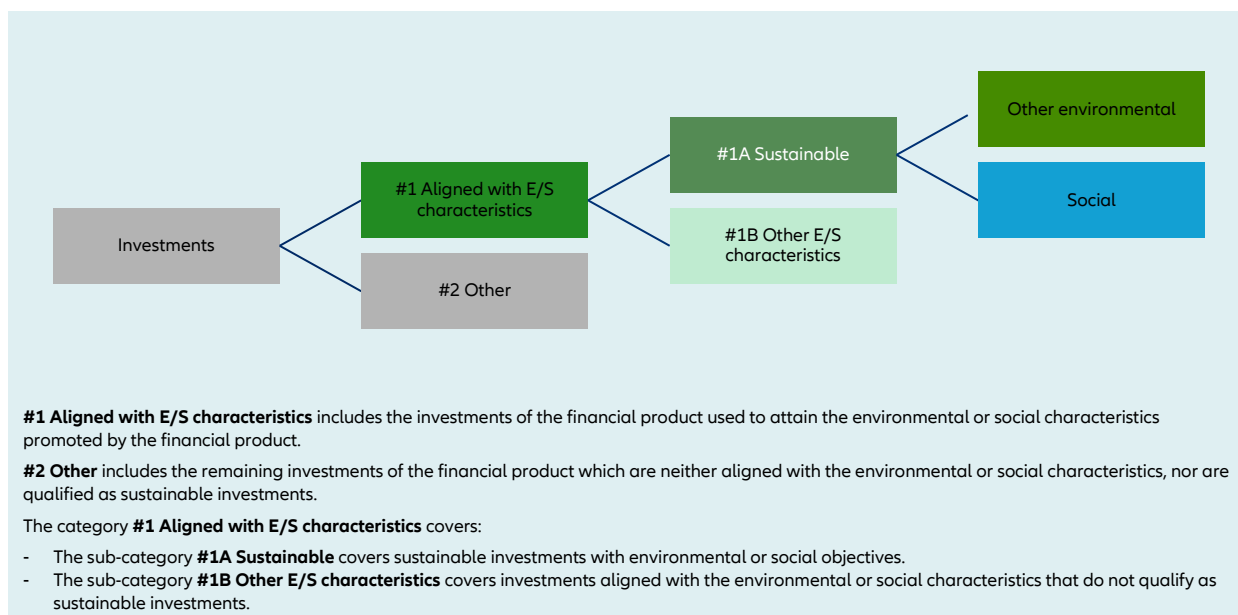 Other environmental
#1A Sustainable
#1 Aligned with E/S
characteristics
Social
Investments
#1B Other E/S
characteristics
#2 Other
#1 Aligned with E/S characteristics includes the investments of the financial product used to attain the environmental or social characteristics
promoted by the financial product.
#2 Other includes the remaining investments of the financial product which are neither aligned with the environmental or social characteristics, nor are
qualified as sustainable investments.
The category #1 Aligned with E/S characteristics covers:
- The sub-category #1A Sustainable covers sustainable investments with environmental or social objectives.
- The sub-category #1B Other E/S characteristics covers investments aligned with the environmental or social characteristics that do not qualify as
sustainable investments.